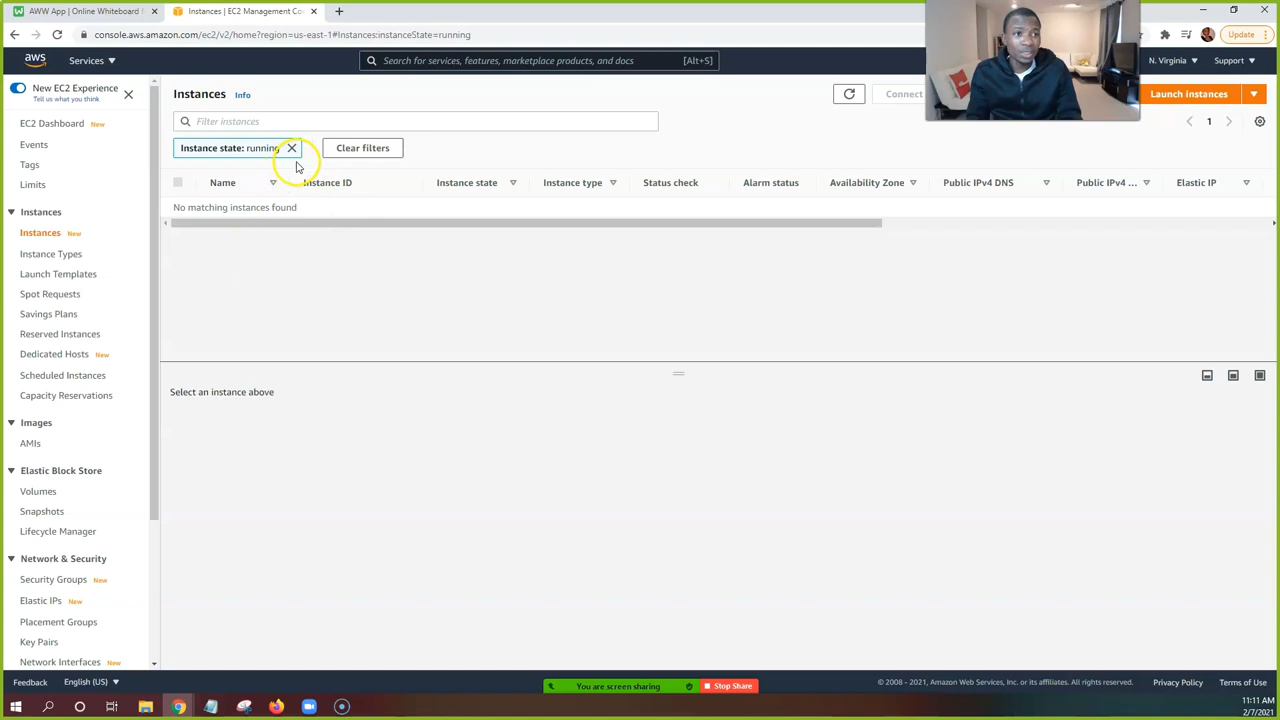 AWW App | Online Whiteboard
Instances | EC2 Management Co
console.aws.amazon.com/ec2/v2/home?region=us-east-1#Instances:instanceState=running
Update
aws
Services
Search for services, features, marketplace products, and docs
[Alt+S]
N. Virginia
Support
New EC2 Experience
Tell us what you think
EC2 Dashboard New
Events
Tags
Limits
Instances
Instances New
Instance Types
Launch Templates
Spot Requests
Savings Plans
Reserved Instances
Dedicated Hosts New
Scheduled Instances
Capacity Reservations
Images
AMIs
Elastic Block Store
Volumes
Snapshots
Lifecycle Manager
Network & Security
Security Groups New
Elastic IPs New
Placement Groups
Key Pairs
Network Interfaces New
Instances Info
Connect
Launch instances
Filter instances
1
Instance state: running
Clear filters
Name Instance ID Instance state Instance type Status check Alarm status Availability Zone Public IPv4 DNS Public IPv4 ... Elastic IP
No matching instances found
Select an instance above
Feedback English (US)
© 2008 - 2021, Amazon Web Services, Inc. or its affiliates. All rights reserved.
Privacy Policy Terms of Use
You are screen sharing
Stop Share
11:11 AM
2/7/2021